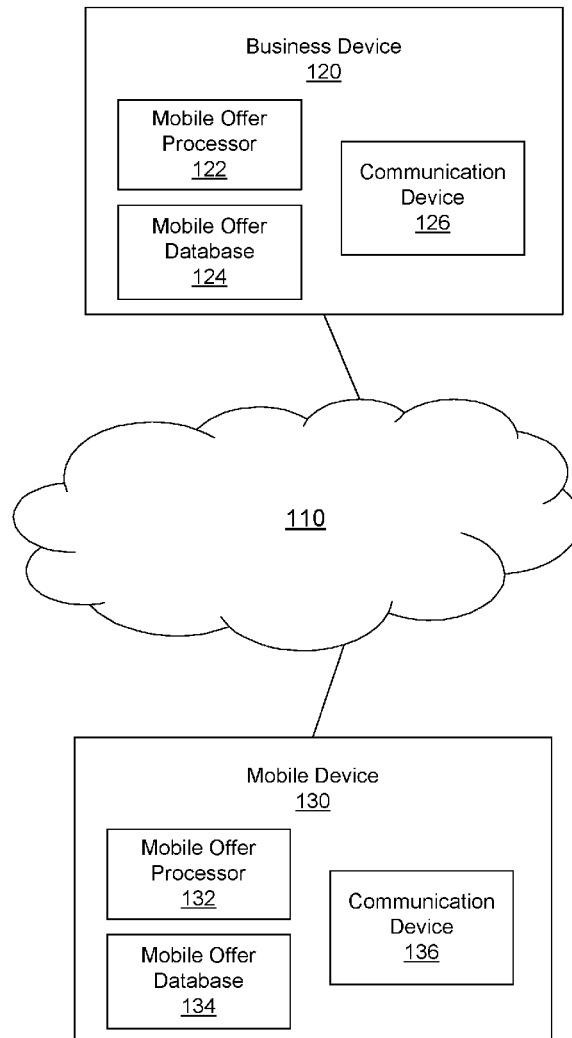 Business Device
120
Mobile Offer
Processor
122
Communication
Device
126
Mobile Offer
Database
124
110
Mobile Device
130
Mobile Offer
Processor
132
Communication
Device
136
Mobile Offer
Database
134